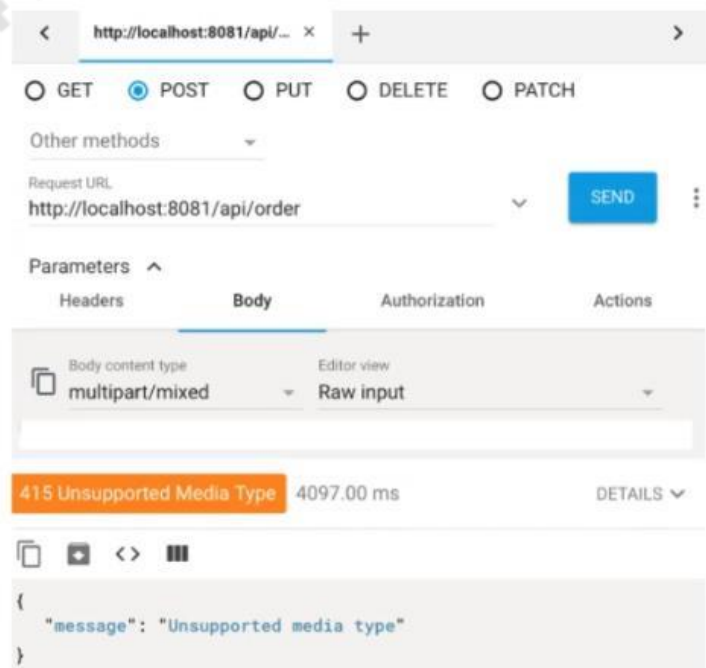 http://localhost:8081/api/... ×
GET POST PUT DELETE PATCH
Other methods
Request URL
http://localhost:8081/api/order
SEND
Parameters
Headers Body Authorization Actions
Body content type Editor view
multipart/mixed Raw input
415 Unsupported Media Type 4097.00 ms DETAILS
{
"message": "Unsupported media type"
}